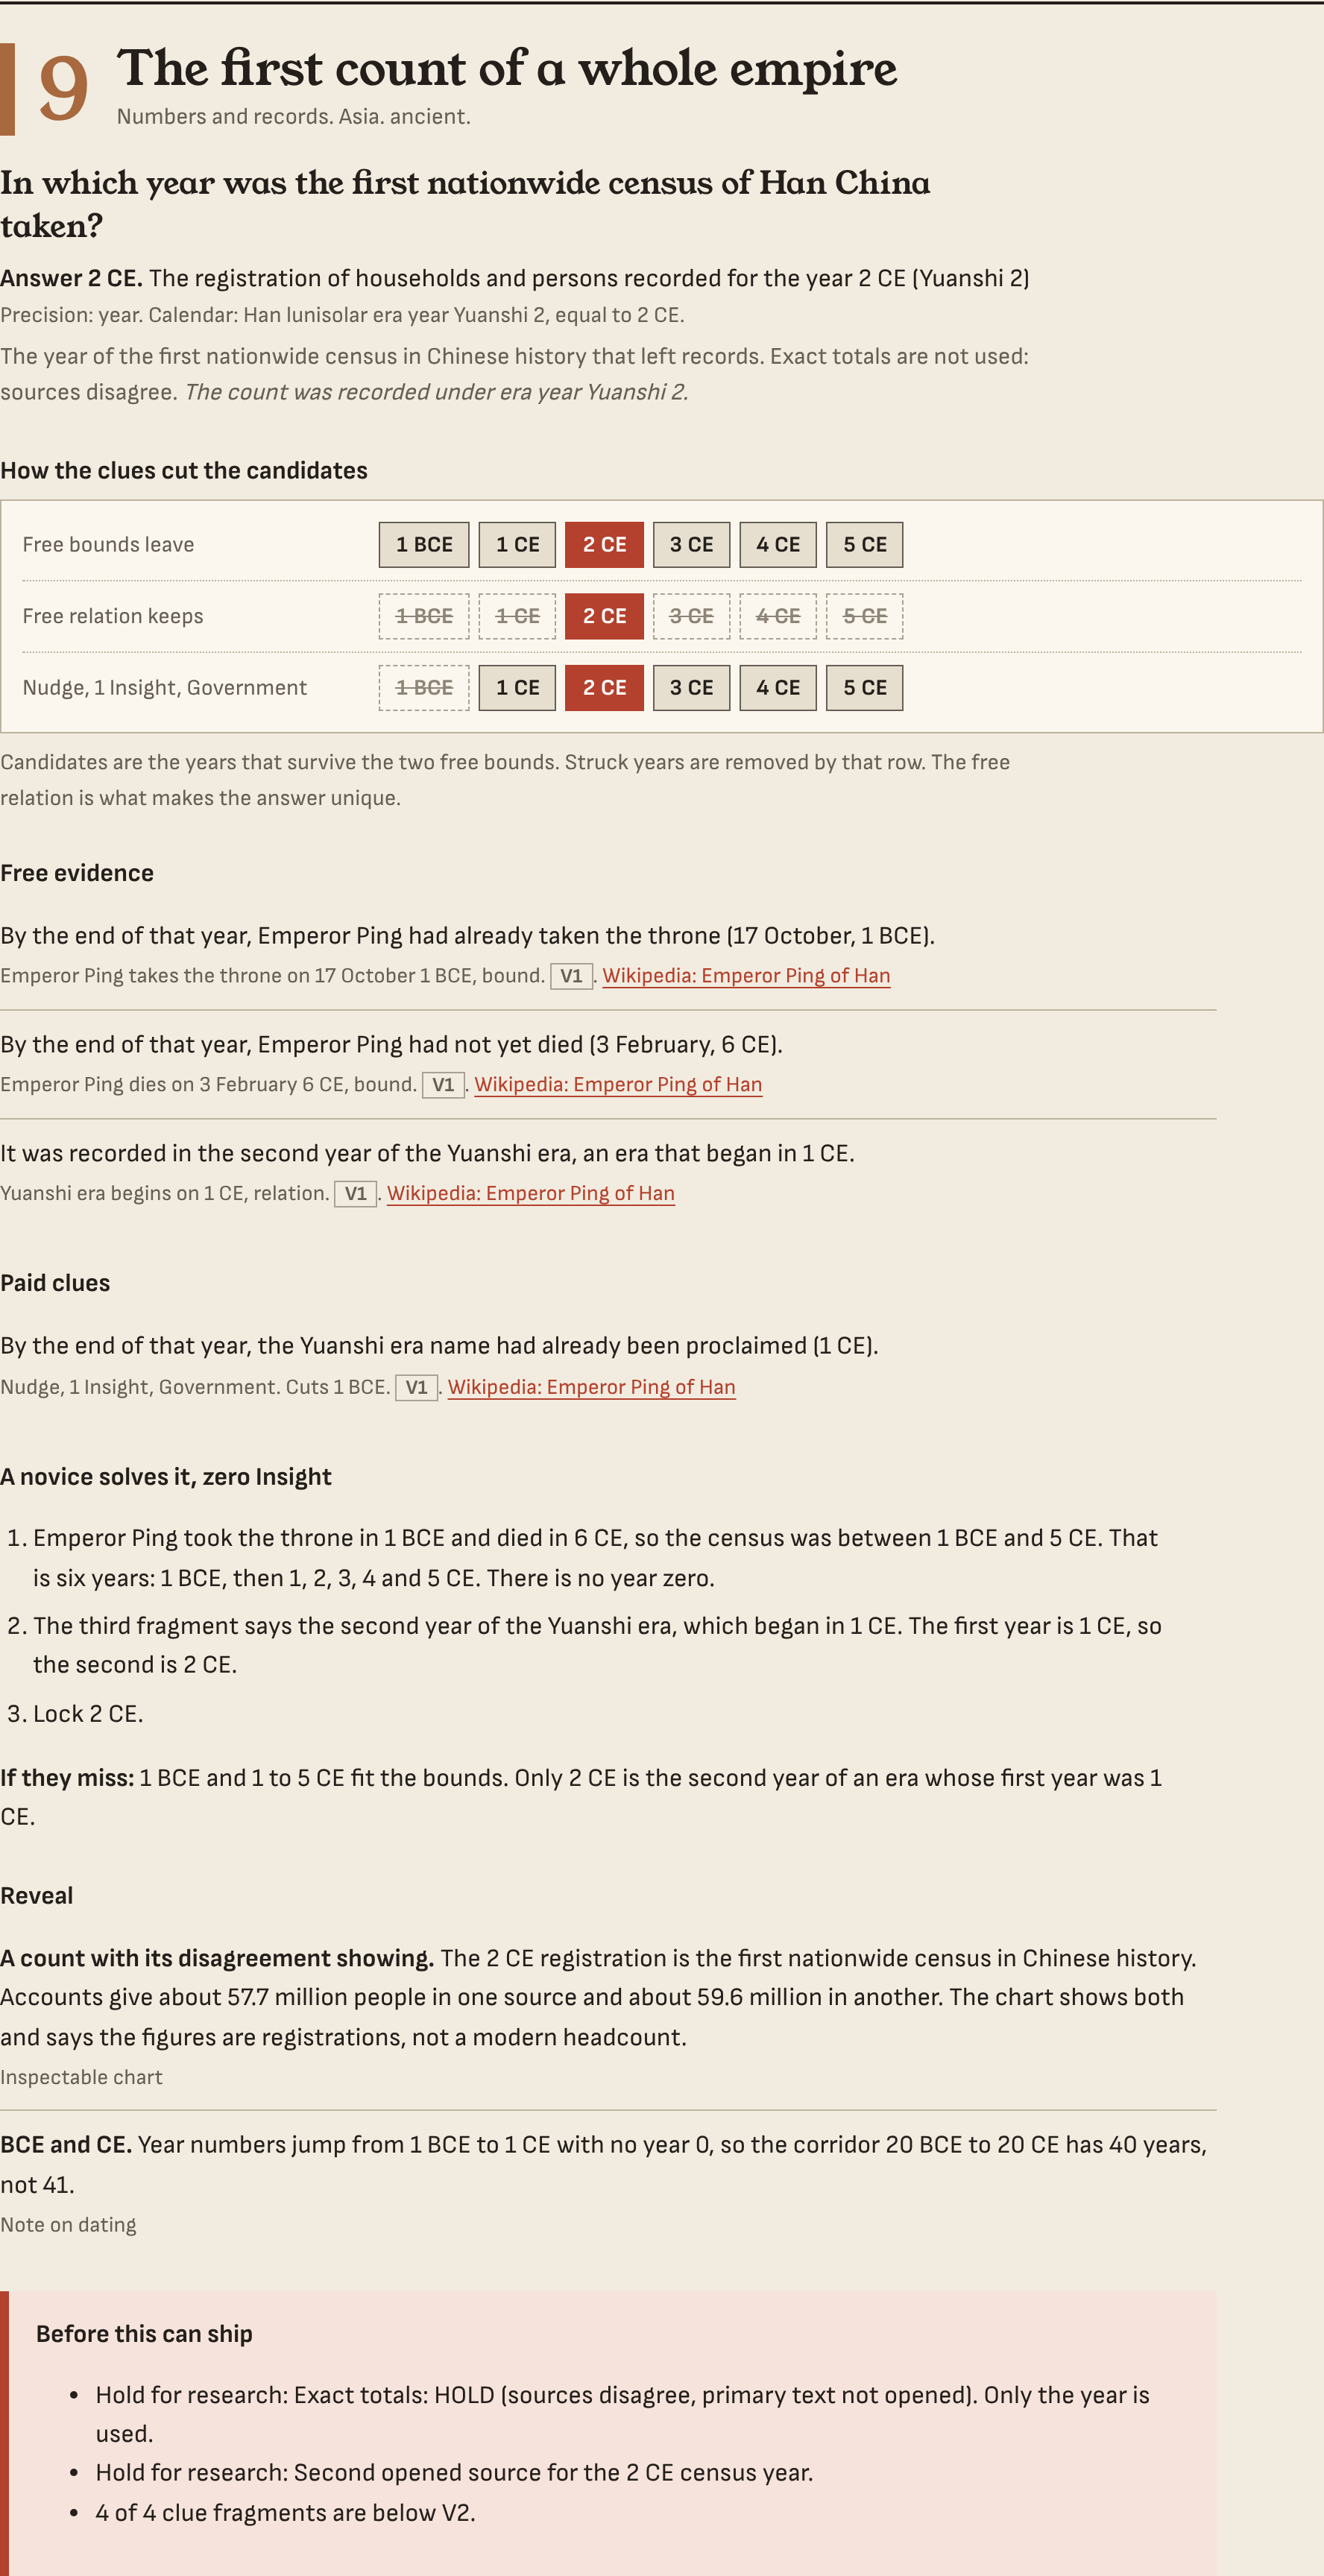 9
The first count of a whole empire
Numbers and records. Asia. ancient.
In which year was the first nationwide census of Han China
taken?
Answer 2 CE. The registration of households and persons recorded for the year 2 CE (Yuanshi 2)
Precision: year. Calendar: Han lunisolar era year Yuanshi 2, equal to 2 CE.
The year of the first nationwide census in Chinese history that left records. Exact totals are not used:
sources disagree. The count was recorded under era year Yuanshi 2.
How the clues cut the candidates
Free bounds leave 1 BCE 1 CE 2 CE 3 CE 4 CE 5 CE
Free relation keeps 1 BCE 1 CE 2 CE 3 CE 4 CE 5 CE
Nudge, 1 Insight, Government 1 BCE 1 CE 2 CE 3 CE 4 CE 5 CE
Candidates are the years that survive the two free bounds. Struck years are removed by that row. The free
relation is what makes the answer unique.
Free evidence
By the end of that year, Emperor Ping had already taken the throne (17 October, 1 BCE).
Emperor Ping takes the throne on 17 October 1 BCE, bound. V1. Wikipedia: Emperor Ping of Han
By the end of that year, Emperor Ping had not yet died (3 February, 6 CE).
Emperor Ping dies on 3 February 6 CE, bound. V1. Wikipedia: Emperor Ping of Han
It was recorded in the second year of the Yuanshi era, an era that began in 1 CE.
Yuanshi era begins on 1 CE, relation. V1. Wikipedia: Emperor Ping of Han
Paid clues
By the end of that year, the Yuanshi era name had already been proclaimed (1 CE).
Nudge, 1 Insight, Government. Cuts 1 BCE. V1. Wikipedia: Emperor Ping of Han
A novice solves it, zero Insight
1. Emperor Ping took the throne in 1 BCE and died in 6 CE, so the census was between 1 BCE and 5 CE. That
is six years: 1 BCE, then 1, 2, 3, 4 and 5 CE. There is no year zero.
2. The third fragment says the second year of the Yuanshi era, which began in 1 CE. The first year is 1 CE, so
the second is 2 CE.
3. Lock 2 CE.
If they miss: 1 BCE and 1 to 5 CE fit the bounds. Only 2 CE is the second year of an era whose first year was 1
CE.
Reveal
A count with its disagreement showing. The 2 CE registration is the first nationwide census in Chinese history.
Accounts give about 57.7 million people in one source and about 59.6 million in another. The chart shows both
and says the figures are registrations, not a modern headcount.
Inspectable chart
BCE and CE. Year numbers jump from 1 BCE to 1 CE with no year 0, so the corridor 20 BCE to 20 CE has 40 years,
not 41.
Note on dating
Before this can ship
• Hold for research: Exact totals: HOLD (sources disagree, primary text not opened). Only the year is
used.
• Hold for research: Second opened source for the 2 CE census year.
• 4 of 4 clue fragments are below V2.